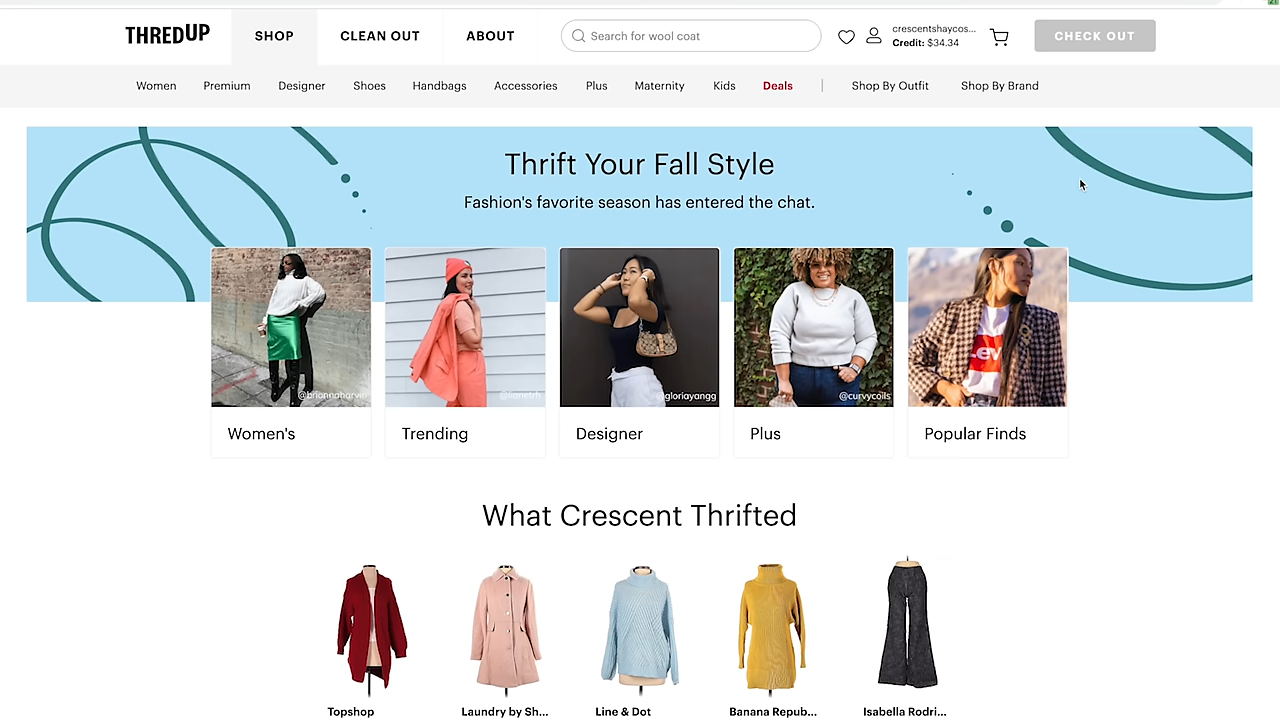 THREDUP
SHOP
CLEAN OUT
ABOUT
Search for wool coat
crescentshaycos...
Credit: $34.34
CHECK OUT
Women
Premium
Designer
Shoes
Handbags
Accessories
Plus
Maternity
Kids
Deals
Shop By Outfit
Shop By Brand
Thrift Your Fall Style
Fashion's favorite season has entered the chat.
@briannaharvin
@lianetrh
@gloriayangg
@curvycoils
Women's
Trending
Designer
Plus
Popular Finds
What Crescent Thrifted
Topshop
Laundry by Sh...
Line & Dot
Banana Repub...
Isabella Rodri...